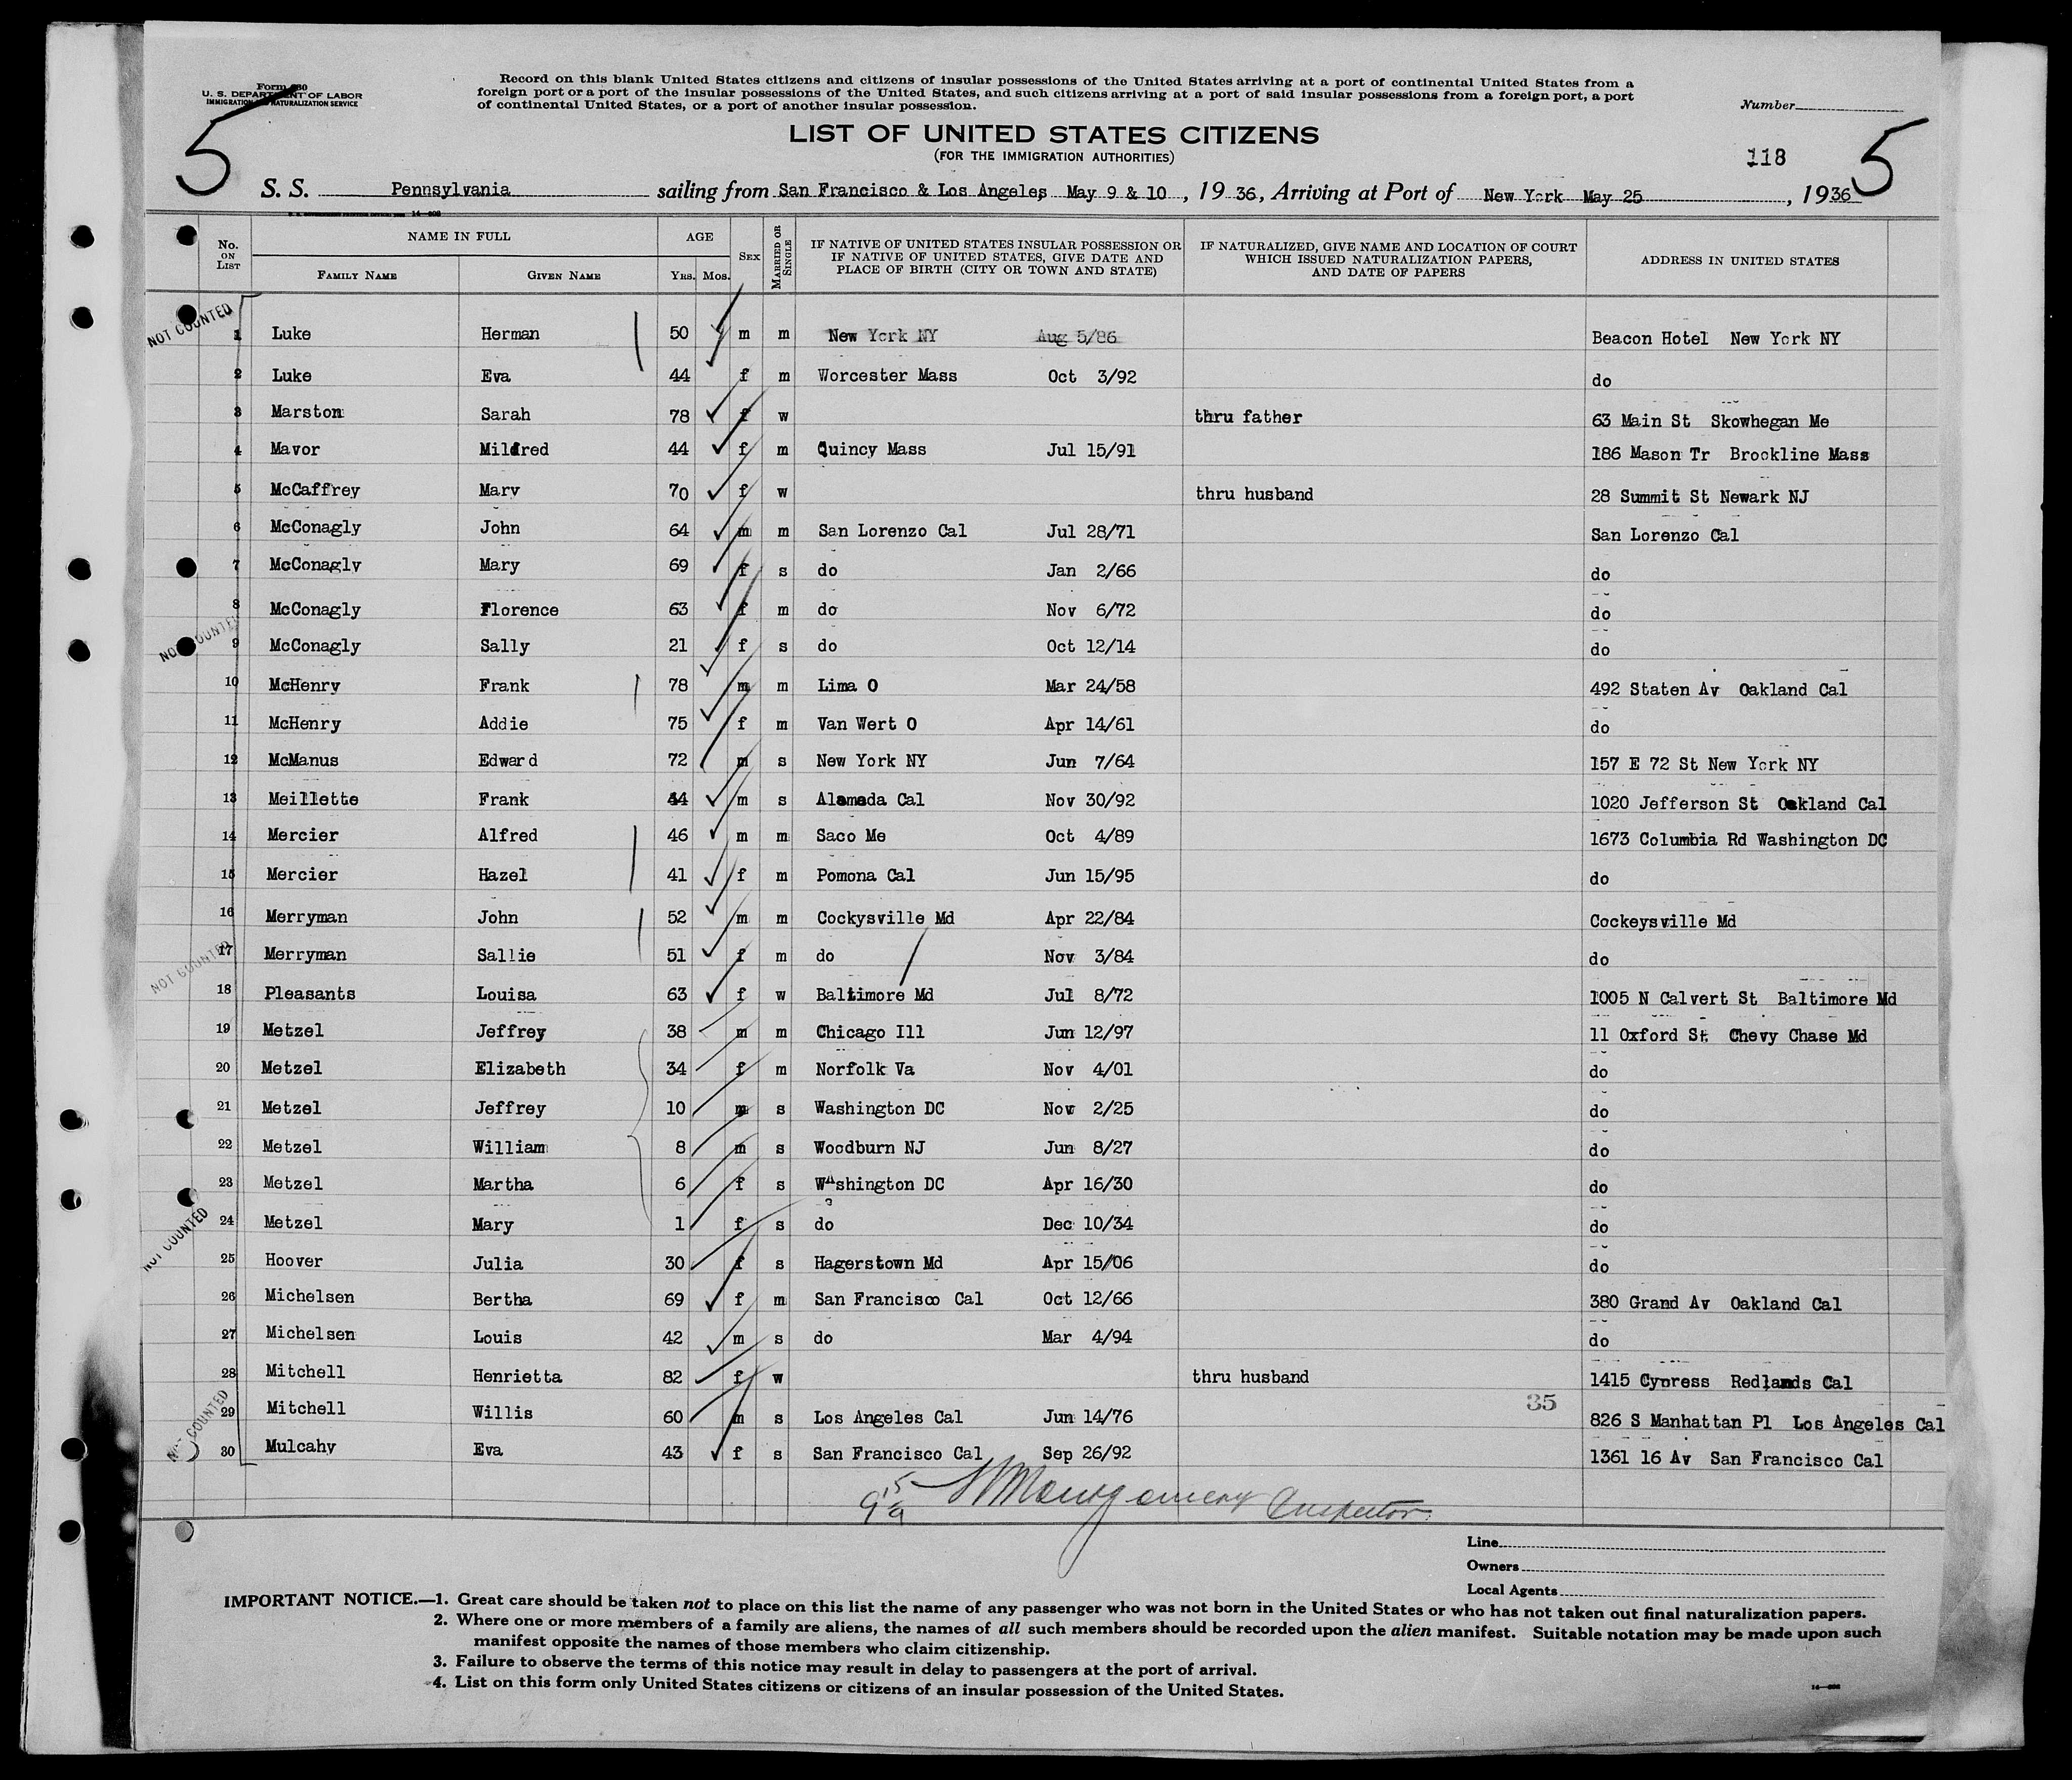 Form 630
U. S. DEPARTMENT OF LABOR
IMMIGRATION AND NATURALIZATION SERVICE
Record on this blank United States citizens and citizens of insular possessions of the United States arriving at a port of continental United States from a
foreign port or a port of the insular possessions of the United States, and such citizens arriving at a port of said insular possessions from a foreign port, a port
of continental United States, or a port of another insular possession.
Number
LIST OF UNITED STATES CITIZENS
(FOR THE IMMIGRATION AUTHORITIES)
118
5 5
S. S. Pennsylvania sailing from San Francisco & Los Angeles, May 9 & 10, 19 36, Arriving at Port of New York May 25, 1936
No. ON LIST NAME IN FULL AGE SEX MARRIED OR SINGLE IF NATIVE OF UNITED STATES INSULAR POSSESSION OR IF NATIVE OF UNITED STATES, GIVE DATE AND PLACE OF BIRTH (CITY OR TOWN AND STATE) IF NATURALIZED, GIVE NAME AND LOCATION OF COURT WHICH ISSUED NATURALIZATION PAPERS, AND DATE OF PAPERS ADDRESS IN UNITED STATES
FAMILY NAME GIVEN NAME YRS. MOS.
NOT COUNTED
1 Luke Herman 50 m m New York NY Aug 5/86 Beacon Hotel New York NY
2 Luke Eva 44 f m Worcester Mass Oct 3/92 do
3 Marston Sarah 78 f w thru father 63 Main St Skowhegan Me
4 Mavor Mildred 44 f m Quincy Mass Jul 15/91 186 Mason Tr Brookline Mass
5 McCaffrey Mary 70 f w thru husband 28 Summit St Newark NJ
6 McConagly John 64 m m San Lorenzo Cal Jul 28/71 San Lorenzo Cal
7 McConagly Mary 69 f s do Jan 2/66 do
8 McConagly Florence 63 f m do Nov 6/72 do
NOT COUNTED
9 McConagly Sally 21 f s do Oct 12/14 do
10 McHenry Frank 78 m m Lima O Mar 24/58 492 Staten Av Oakland Cal
11 McHenry Addie 75 f m Van Wert O Apr 14/61 do
12 McManus Edward 72 m s New York NY Jun 7/64 157 E 72 St New York NY
13 Meillette Frank 44 m s Alameda Cal Nov 30/92 1020 Jefferson St Oakland Cal
14 Mercier Alfred 46 m m Saco Me Oct 4/89 1673 Columbia Rd Washington DC
15 Mercier Hazel 41 f m Pomona Cal Jun 15/95 do
16 Merryman John 52 m m Cockysville Md Apr 22/84 Cockeysville Md
NOT COUNTED
17 Merryman Sallie 51 f m do Nov 3/84 do
18 Pleasants Louisa 63 f w Baltimore Md Jul 8/72 1005 N Calvert St Baltimore Md
19 Metzel Jeffrey 38 m m Chicago Ill Jun 12/97 11 Oxford St Chevy Chase Md
20 Metzel Elizabeth 34 f m Norfolk Va Nov 4/01 do
21 Metzel Jeffrey 10 m s Washington DC Nov 2/25 do
22 Metzel William 8 m s Woodburn NJ Jun 8/27 do
23 Metzel Martha 6 f s Washington DC Apr 16/30 do
NOT COUNTED
24 Metzel Mary 1 f s do Dec 10/34 do
25 Hoover Julia 30 f s Hagerstown Md Apr 15/06 do
26 Michelsen Bertha 69 f m San Francisco Cal Oct 12/66 380 Grand Av Oakland Cal
27 Michelsen Louis 42 m s do Mar 4/94 do
28 Mitchell Henrietta 82 f w thru husband 1415 Cypress Redlands Cal
35
NOT COUNTED
29 Mitchell Willis 60 m s Los Angeles Cal Jun 14/76 826 S Manhattan Pl Los Angeles Cal
30 Mulcahy Eva 43 f s San Francisco Cal Sep 26/92 1361 16 Av San Francisco Cal
9 15 a Montgomery Inspector
Line
Owners
Local Agents
IMPORTANT NOTICE.—1. Great care should be taken not to place on this list the name of any passenger who was not born in the United States or who has not taken out final naturalization papers.
2. Where one or more members of a family are aliens, the names of all such members should be recorded upon the alien manifest. Suitable notation may be made upon such
manifest opposite the names of those members who claim citizenship.
3. Failure to observe the terms of this notice may result in delay to passengers at the port of arrival.
4. List on this form only United States citizens or citizens of an insular possession of the United States.